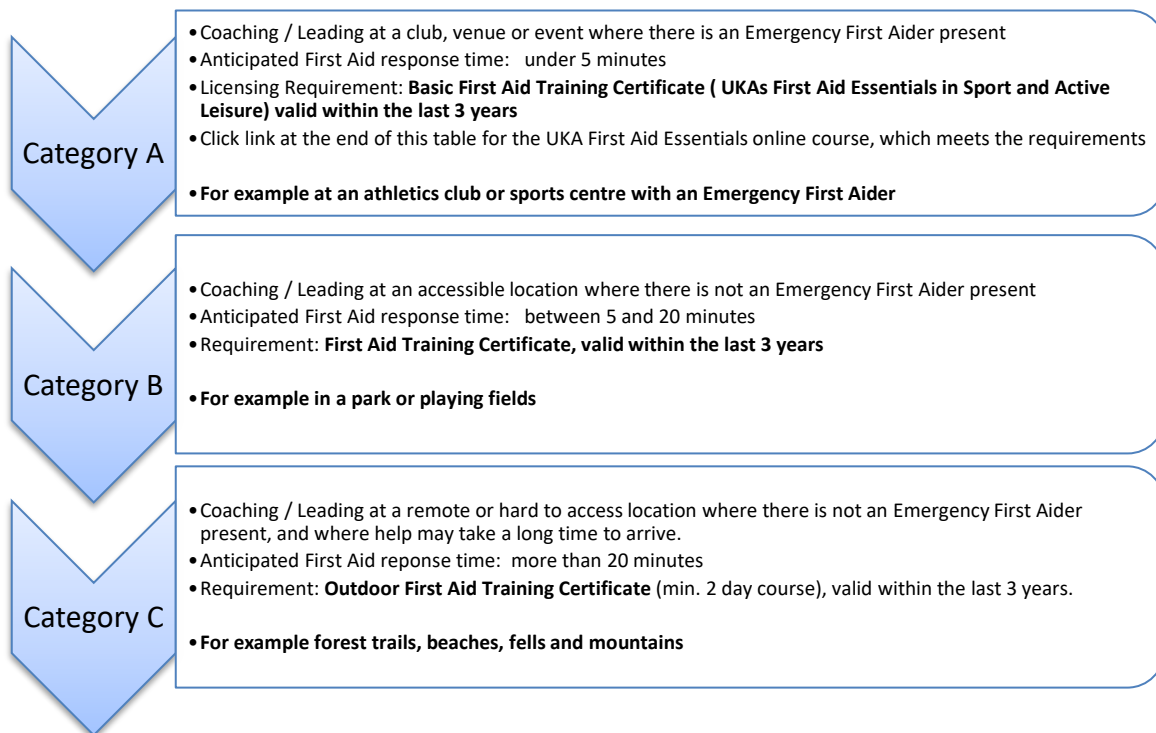 Category A
•Coaching / Leading at a club, venue or event where there is an Emergency First Aider present
•Anticipated First Aid response time:   under 5 minutes
•Licensing Requirement: Basic First Aid Training Certificate ( UKAs First Aid Essentials in Sport and Active
Leisure) valid within the last 3 years
•Click link at the end of this table for the UKA First Aid Essentials online course, which meets the requirements
•For example at an athletics club or sports centre with an Emergency First Aider
Category B
•Coaching / Leading at an accessible location where there is not an Emergency First Aider present
•Anticipated First Aid response time:   between 5 and 20 minutes
•Requirement: First Aid Training Certificate, valid within the last 3 years
•For example in a park or playing fields
Category C
•Coaching / Leading at a remote or hard to access location where there is not an Emergency First Aider
present, and where help may take a long time to arrive.
•Anticipated First Aid reponse time:  more than 20 minutes
•Requirement: Outdoor First Aid Training Certificate (min. 2 day course), valid within the last 3 years.
•For example forest trails, beaches, fells and mountains